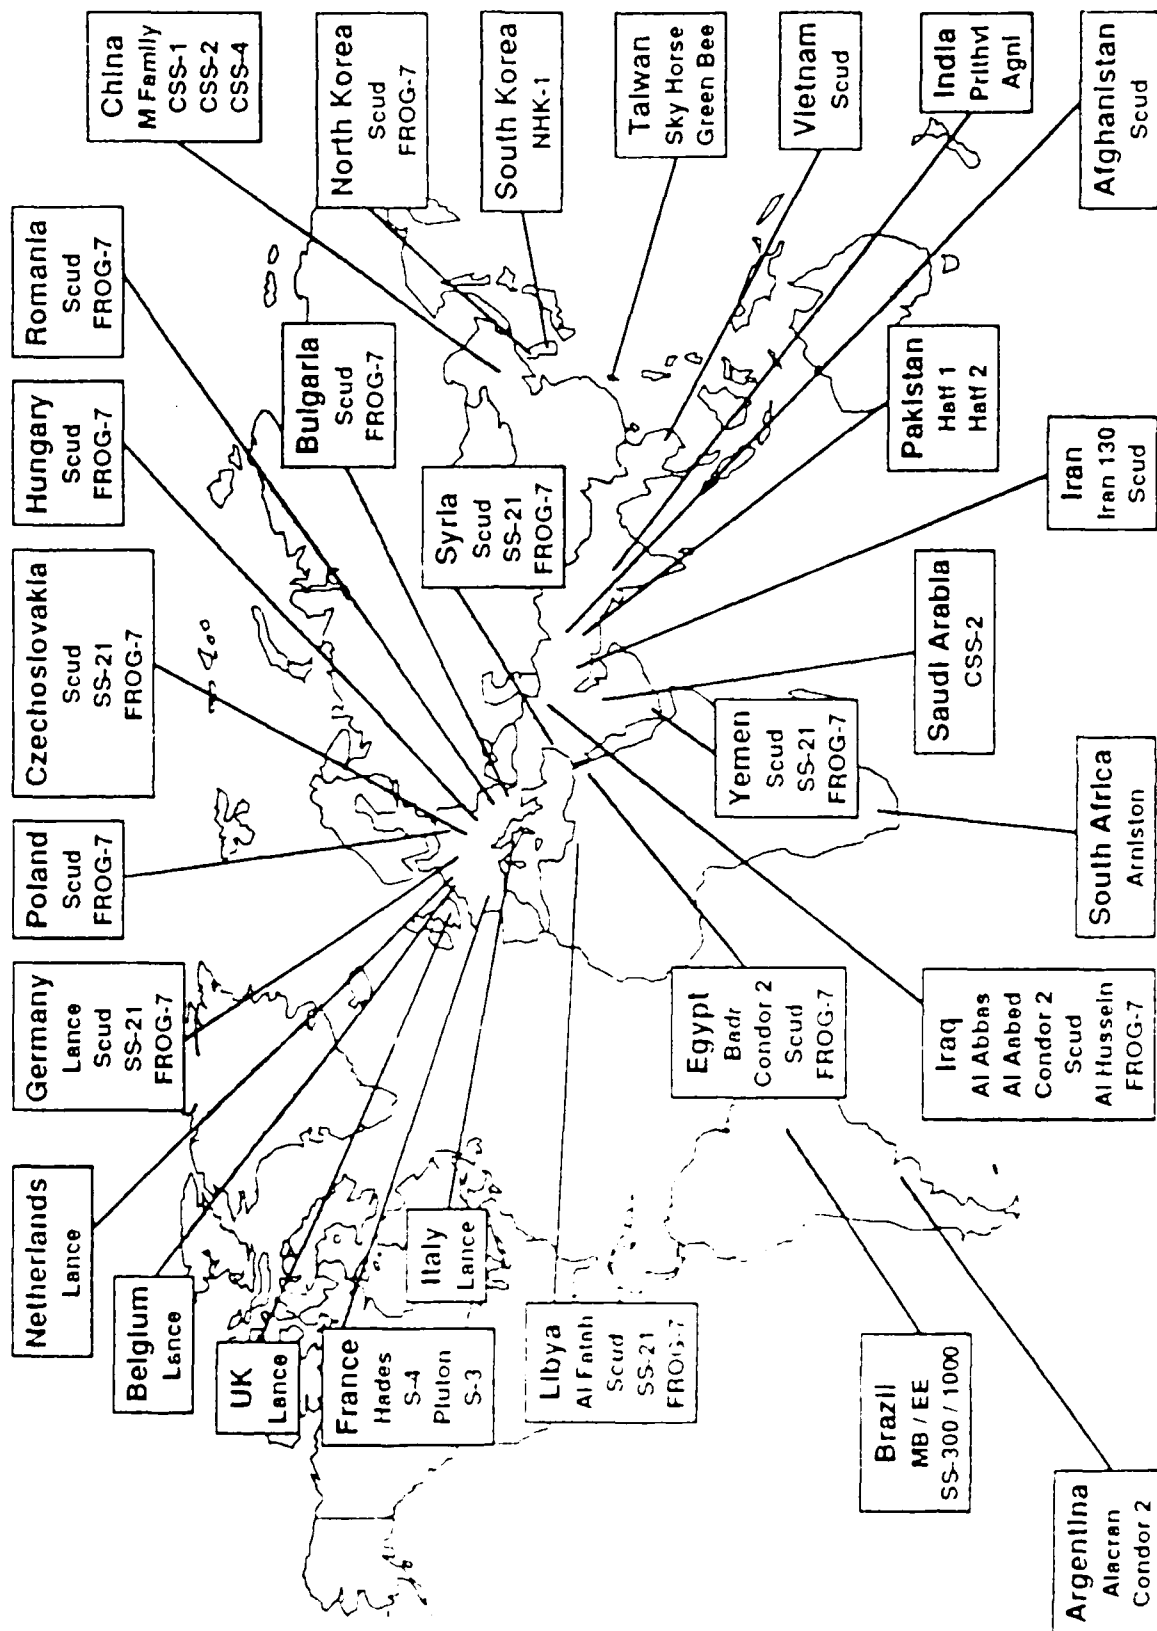 Netherlands
Lance
Germany
Lance
Scud
SS-21
FROG-7
Poland
Scud
FROG-7
Czechoslovakia
Scud
SS-21
FROG-7
Hungary
Scud
FROG-7
Romania
Scud
FROG-7
China
M Family
CSS-1
CSS-2
CSS-4
Belgium
Lance
UK
Lance
France
Hades
S-4
Pluton
S-3
Italy
Lance
Bulgaria
Scud
FROG-7
North Korea
Scud
FROG-7
South Korea
NHK-1
Syria
Scud
SS-21
FROG-7
Libya
Al Fatah
Scud
SS-21
FROG-7
Taiwan
Sky Horse
Green Bee
Egypt
Badr
Condor 2
Scud
FROG-7
Yemen
Scud
SS-21
FROG-7
Vietnam
Scud
Brazil
MB / EE
SS-300 / 1000
Iraq
Al Abbas
Al Aabed
Condor 2
Scud
Al Hussein
FROG-7
Saudi Arabia
CSS-2
Pakistan
Hatf 1
Hatf 2
India
Prithvi
Agni
Argentina
Alacran
Condor 2
South Africa
Arniston
Iran
Iran 130
Scud
Afghanistan
Scud